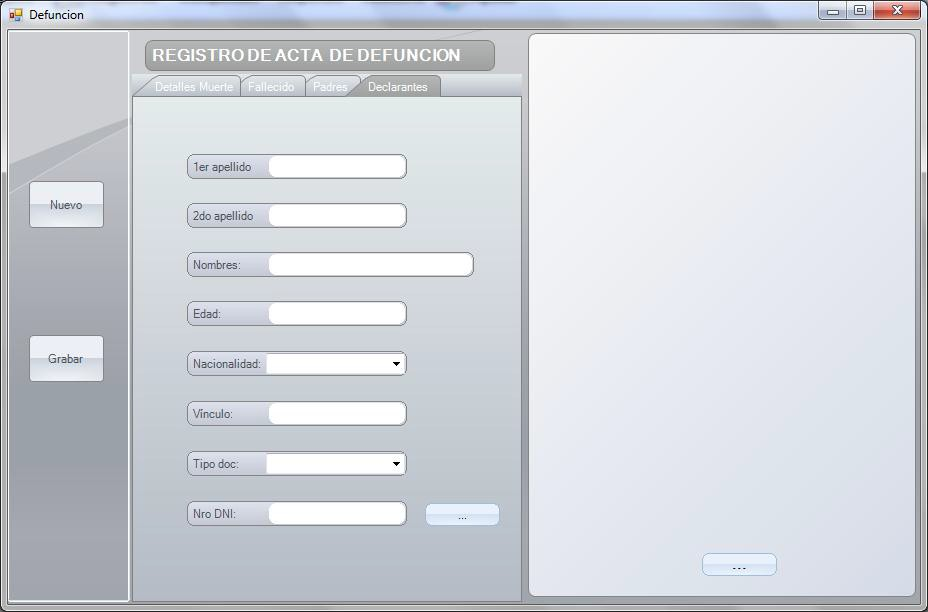 Defuncion
REGISTRO DE ACTA DE DEFUNCION
Detalles Muerte Fallecido Padres Declarantes
1er apellido
2do apellido
Nuevo
Nombres:
Edad:
Grabar
Nacionalidad:
Vínculo:
Tipo doc:
Nro DNI: ...
...